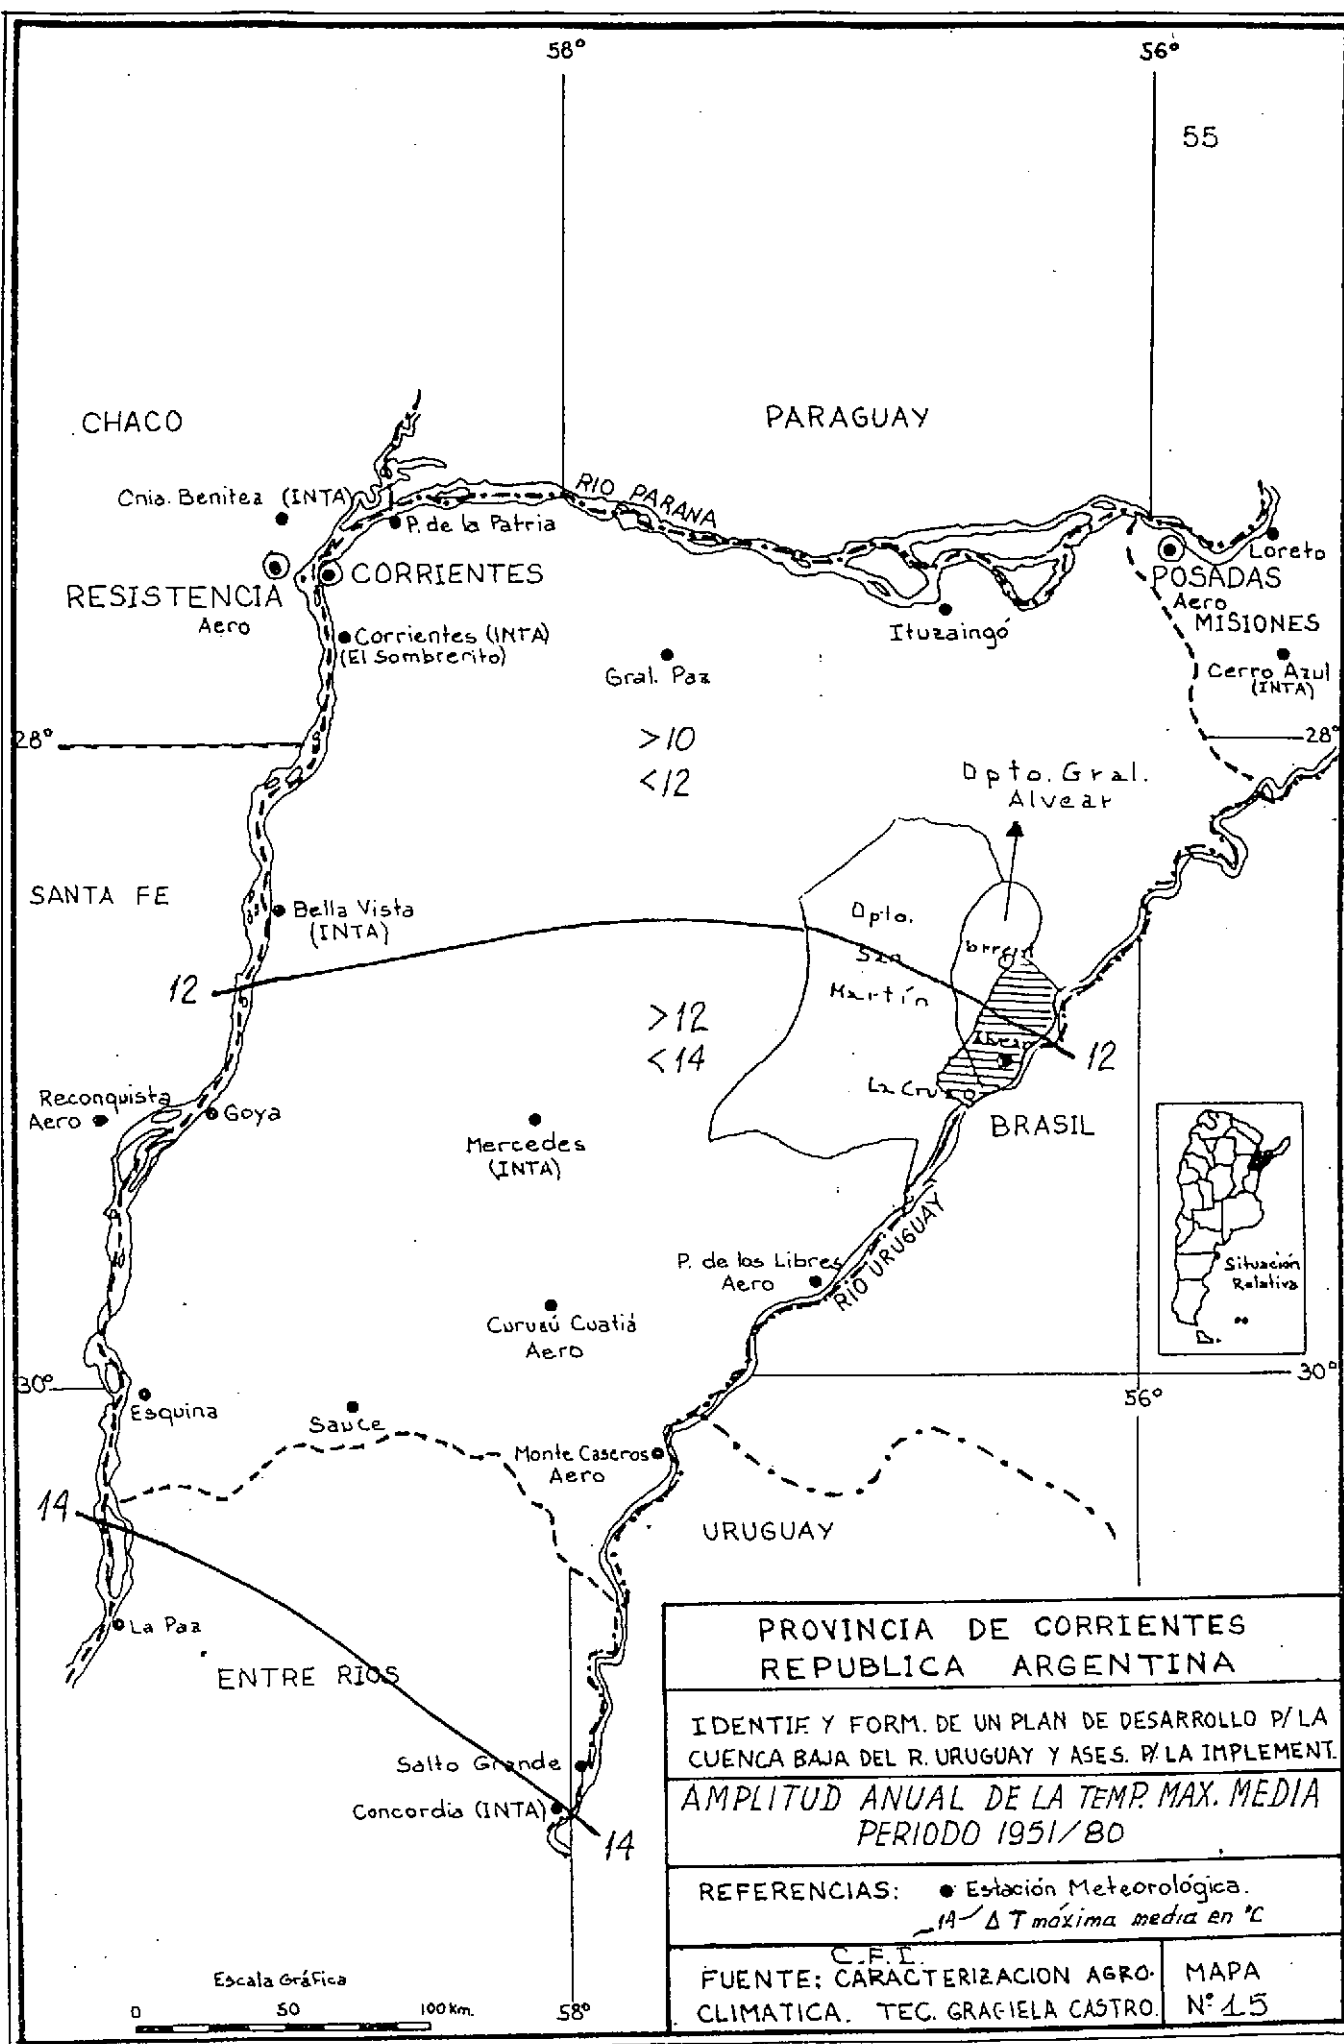 58°
56°
55
CHACO
PARAGUAY
Cnia. Benitez (INTA)
RIO PARANA
P. de la Patria
Loreto
RESISTENCIA
Aero
CORRIENTES
POSADAS
Aero
MISIONES
Corrientes (INTA)
(El Sombrerito)
Ituzaingó
Gral. Paz
Cerro Azul
(INTA)
28°
28°
>10
<12
Dpto. Gral.
Alvear
SANTA FE
Bella Vista
(INTA)
Dpto.
San
Martín
12
>12
<14
Alvear
12
La Cruz
Reconquista
Aero
Goya
Mercedes
(INTA)
BRASIL
P. de los Libres
Aero
RIO URUGUAY
Situación
Relativa
Curuzú Cuatiá
Aero
30°
30°
56°
Esquina
Sauce
Monte Caseros
Aero
14
URUGUAY
La Paz
ENTRE RIOS
Salto Grande
Concordia (INTA)
14
PROVINCIA DE CORRIENTES
REPUBLICA ARGENTINA
IDENTIF. Y FORM. DE UN PLAN DE DESARROLLO P/ LA
CUENCA BAJA DEL R. URUGUAY Y ASES. P/ LA IMPLEMENT.
AMPLITUD ANUAL DE LA TEMP. MAX. MEDIA
PERIODO 1951/80
REFERENCIAS: Estación Meteorológica.
14 Δ T máxima media en °C
C.F.I.
FUENTE: CARACTERIZACION AGRO-
CLIMATICA. TEC. GRACIELA CASTRO.
MAPA
Nº 15
Escala Gráfica
0 50 100 km.
58°